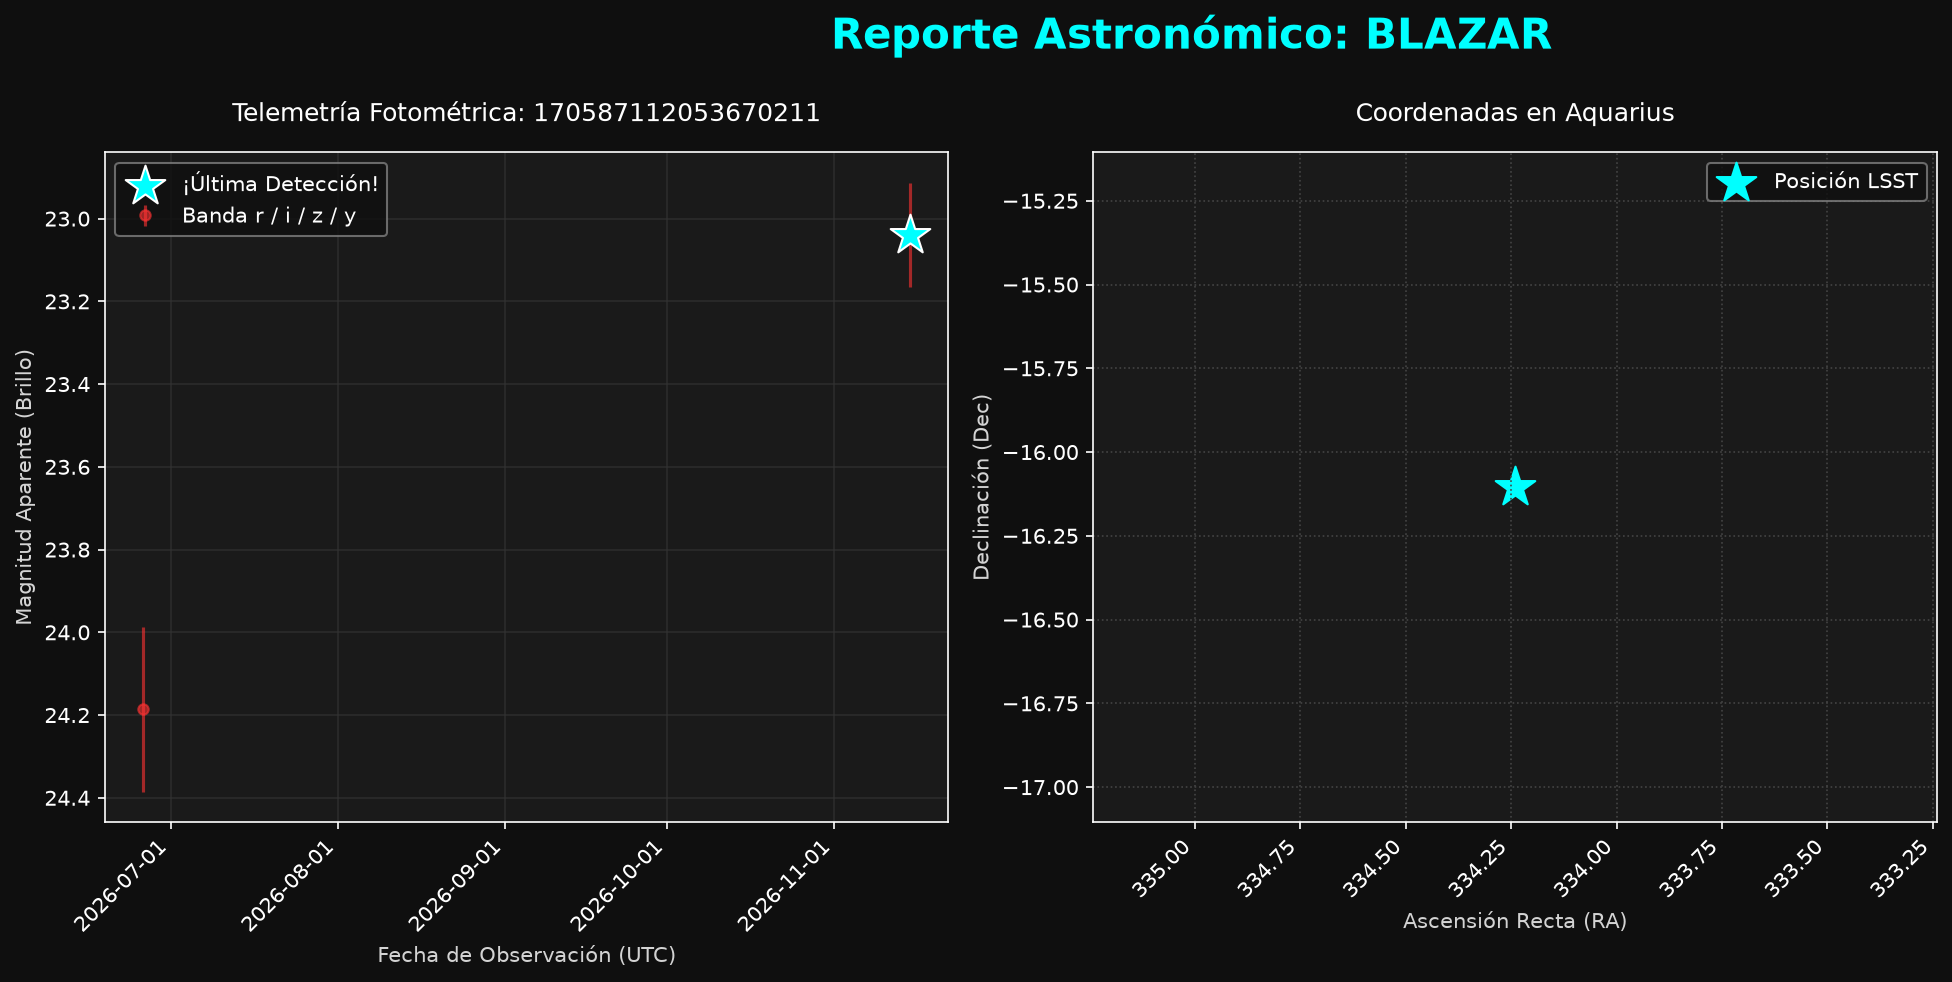 Reporte Astronómico: BLAZAR
Telemetría Fotométrica: 170587112053670211
¡Última Detección!
Banda r / i / z / y
Magnitud Aparente (Brillo)
23.0
23.2
23.4
23.6
23.8
24.0
24.2
24.4
2026-07-01
2026-08-01
2026-09-01
2026-10-01
2026-11-01
Fecha de Observación (UTC)
Coordenadas en Aquarius
Posición LSST
Declinación (Dec)
−15.25
−15.50
−15.75
−16.00
−16.25
−16.50
−16.75
−17.00
335.00
334.75
334.50
334.25
334.00
333.75
333.50
333.25
Ascensión Recta (RA)